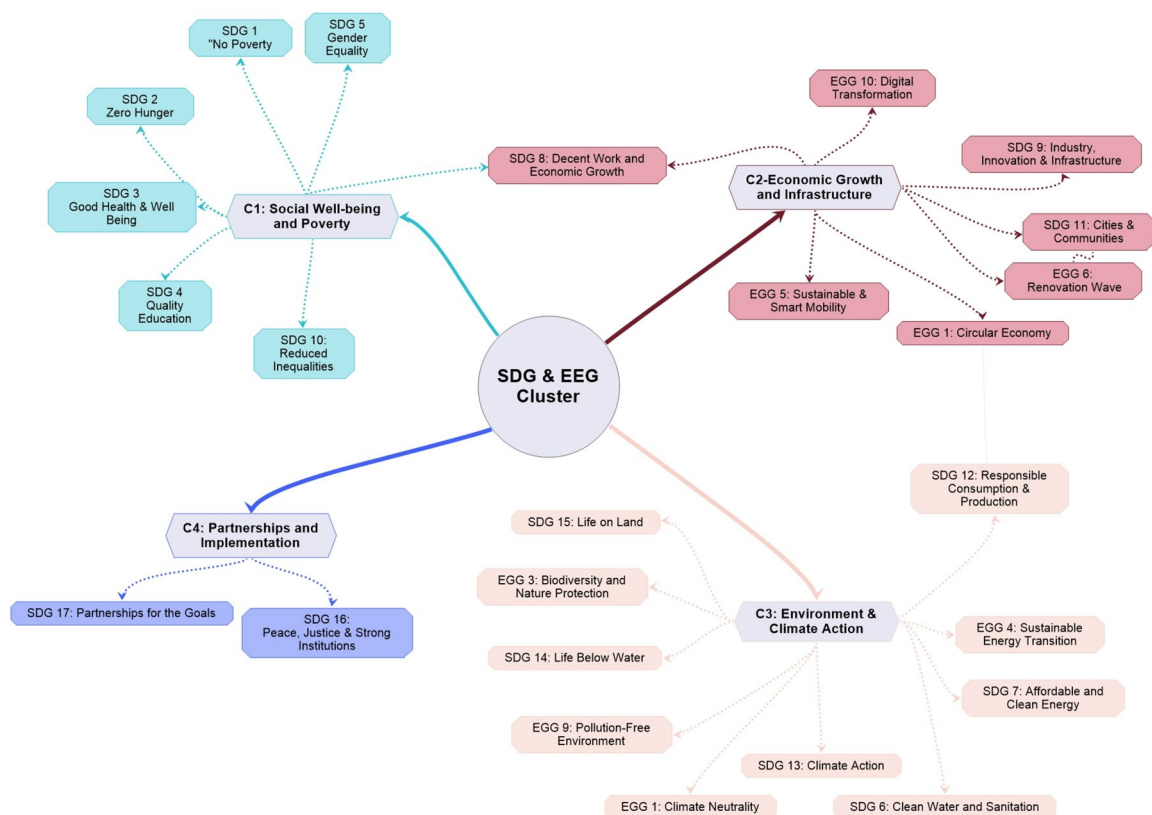 SDG 1
"No Poverty
SDG 5
Gender
Equality
SDG 2
Zero Hunger
SDG 3
Good Health & Well
Being
C1: Social Well-being
and Poverty
SDG 4
Quality
Education
SDG 10:
Reduced
Inequalities
SDG 8: Decent Work and
Economic Growth
EGG 10: Digital
Transformation
SDG 9: Industry,
Innovation & Infrastructure
C2-Economic Growth
and Infrastructure
SDG 11: Cities &
Communities
EGG 6:
Renovation Wave
EGG 5: Sustainable &
Smart Mobility
EGG 1: Circular Economy
SDG & EEG
Cluster
C4: Partnerships and
Implementation
SDG 17: Partnerships for the Goals
SDG 16:
Peace, Justice & Strong
Institutions
SDG 12: Responsible
Consumption &
Production
SDG 15: Life on Land
EGG 3: Biodiversity and
Nature Protection
C3: Environment &
Climate Action
SDG 14: Life Below Water
EGG 4: Sustainable
Energy Transition
SDG 7: Affordable and
Clean Energy
EGG 9: Pollution-Free
Environment
SDG 13: Climate Action
EGG 1: Climate Neutrality
SDG 6: Clean Water and Sanitation